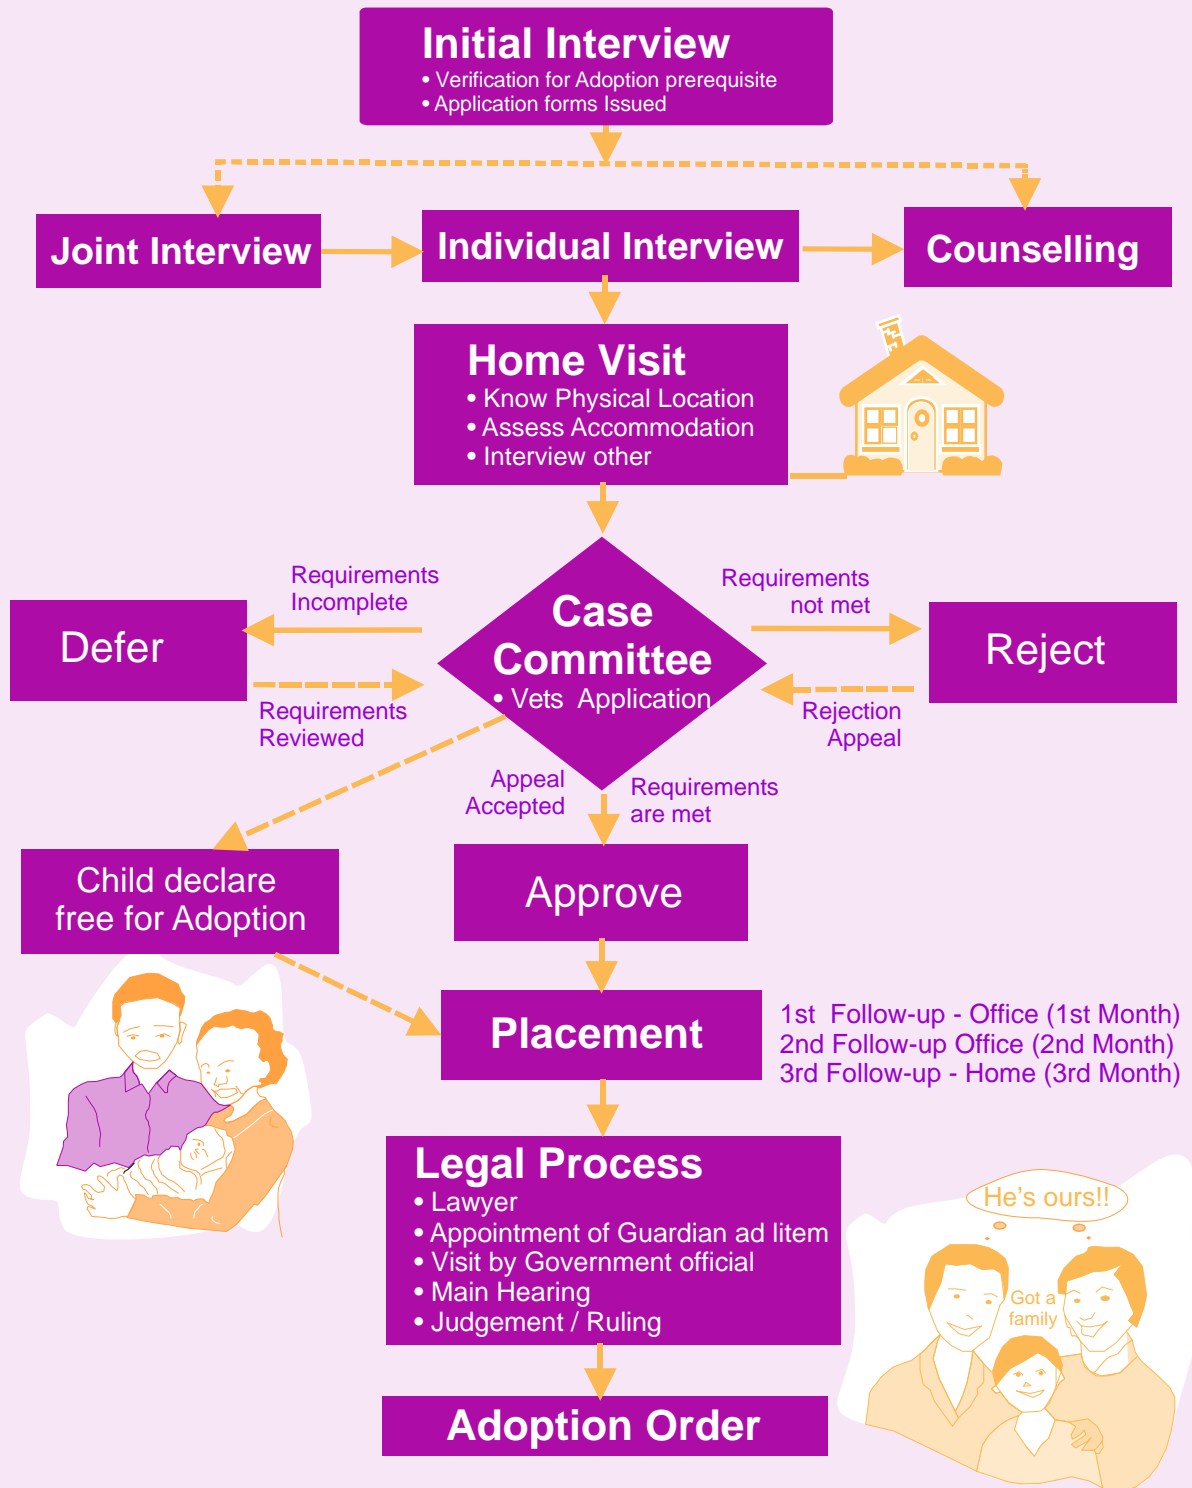 Initial Interview
• Verification for Adoption prerequisite
• Application forms Issued
Joint Interview
Individual Interview
Counselling
Home Visit
• Know Physical Location
• Assess Accommodation
• Interview other
Requirements
Incomplete
Requirements
not met
Defer
Case
Committee
• Vets Application
Reject
Requirements
Reviewed
Rejection
Appeal
Appeal
Accepted
Requirements
are met
Child declare
free for Adoption
Approve
Placement
1st Follow-up - Office (1st Month)
2nd Follow-up Office (2nd Month)
3rd Follow-up - Home (3rd Month)
Legal Process
• Lawyer
• Appointment of Guardian ad litem
• Visit by Government official
• Main Hearing
• Judgement / Ruling
He's ours!!
Got a
family
Adoption Order